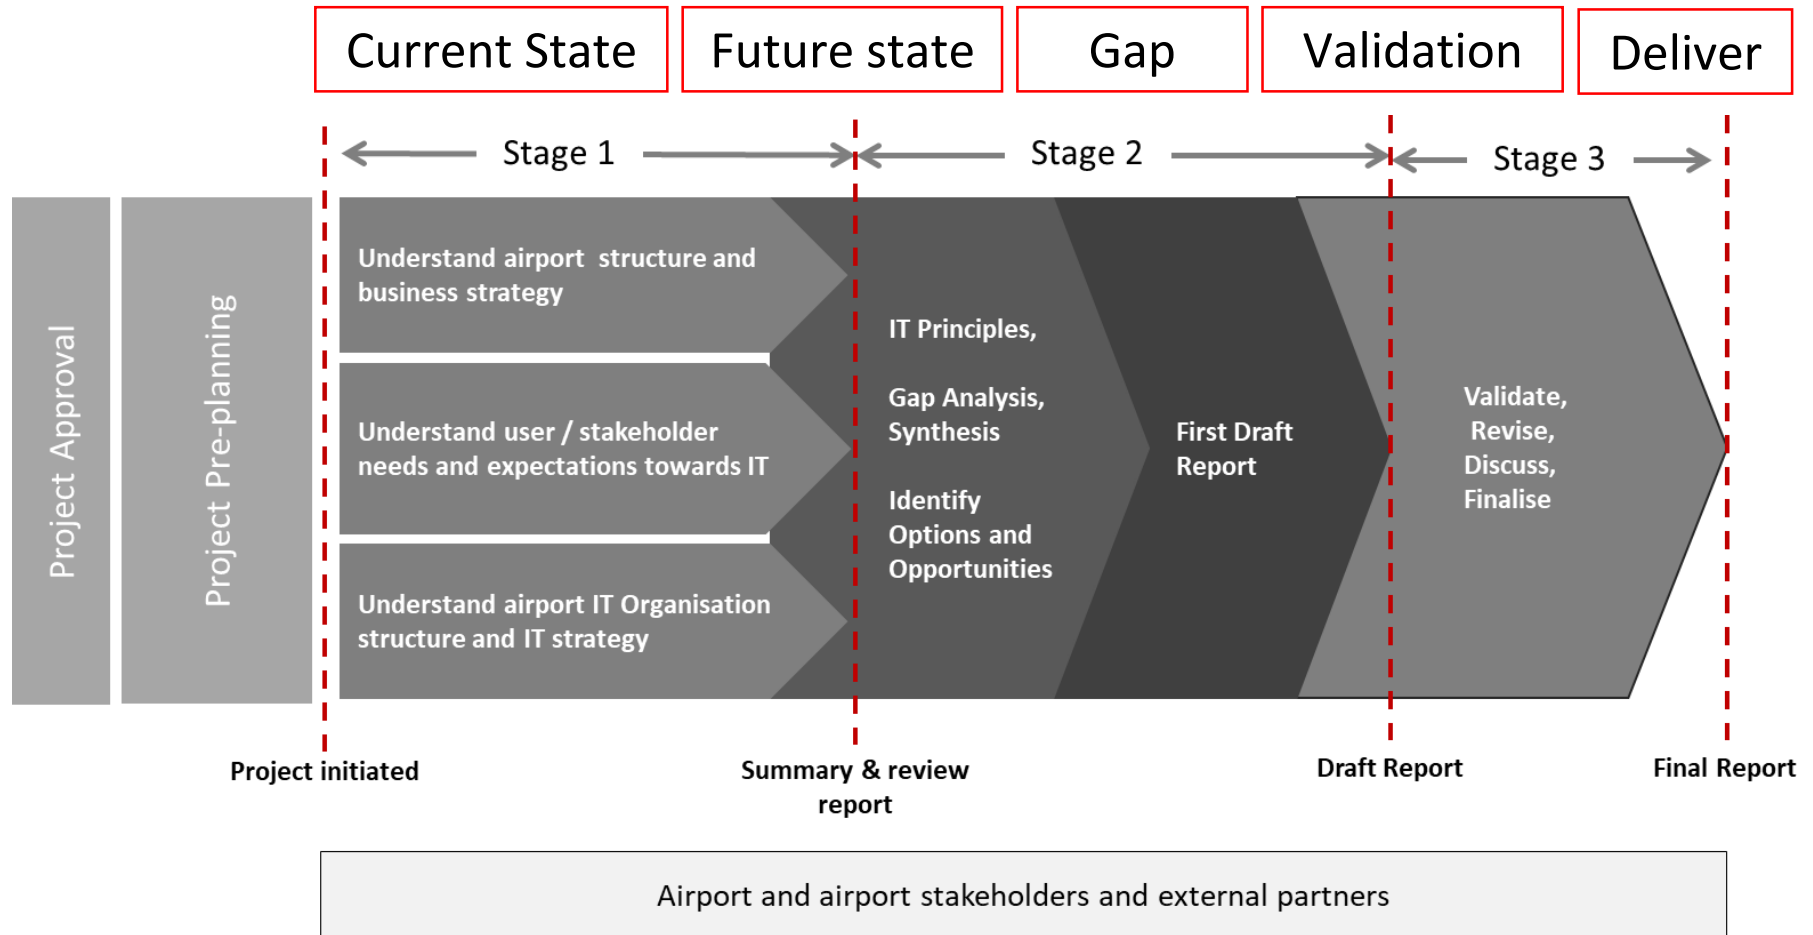 Current State
Future state
Gap
Validation
Deliver
Stage 1
Stage 2
Stage 3
Project Approval
Project Pre-planning
Understand airport structure and
business strategy
Understand user / stakeholder
needs and expectations towards IT
Understand airport IT Organisation
structure and IT strategy
IT Principles,
Gap Analysis,
Synthesis
Identify
Options and
Opportunities
First Draft
Report
Validate,
Revise,
Discuss,
Finalise
Project initiated
Summary & review
report
Draft Report
Final Report
Airport and airport stakeholders and external partners